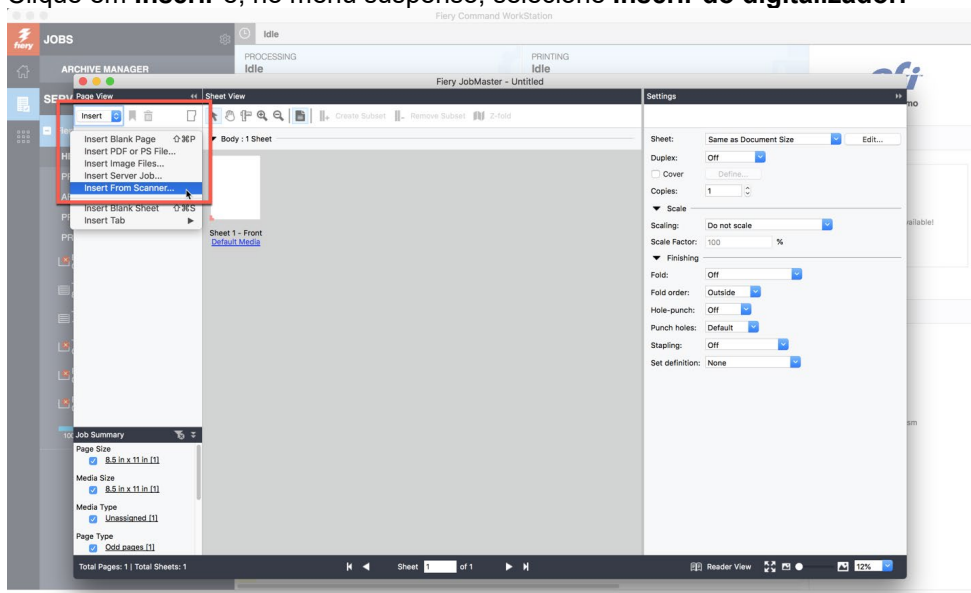 Clique em Inserir e, no menu suspenso, selecione Inserir do digitalizador.
Fiery Command WorkStation
fiery JOBS
Idle
ARCHIVE MANAGER
PROCESSING
Idle
PRINTING
Idle
efi
Fiery JobMaster - Untitled
SERV
Page View
Sheet View
Settings
mo
Insert
Create Subset
Remove Subset
Z-fold
Insert Blank Page ⇧⌘P
Insert PDF or PS File...
Insert Image Files...
Insert Server Job...
Insert From Scanner...
Insert Blank Sheet ⇧⌘S
Insert Tab ▶
Body : 1 Sheet
Sheet 1 - Front
Default Media
Sheet: Same as Document Size Edit...
Duplex: Off
Cover Define...
Copies: 1
Scale
Scaling: Do not scale
Scale Factor: 100 %
Finishing
Fold: Off
Fold order: Outside
Hole-punch: Off
Punch holes: Default
Stapling: Off
Set definition: None
ailable!
PR
Job Summary
Page Size
8.5 in x 11 in [1]
Media Size
8.5 in x 11 in [1]
Media Type
Unassigned [1]
Page Type
Odd pages [1]
Total Pages: 1 | Total Sheets: 1
Sheet 1 of 1
Reader View
12%